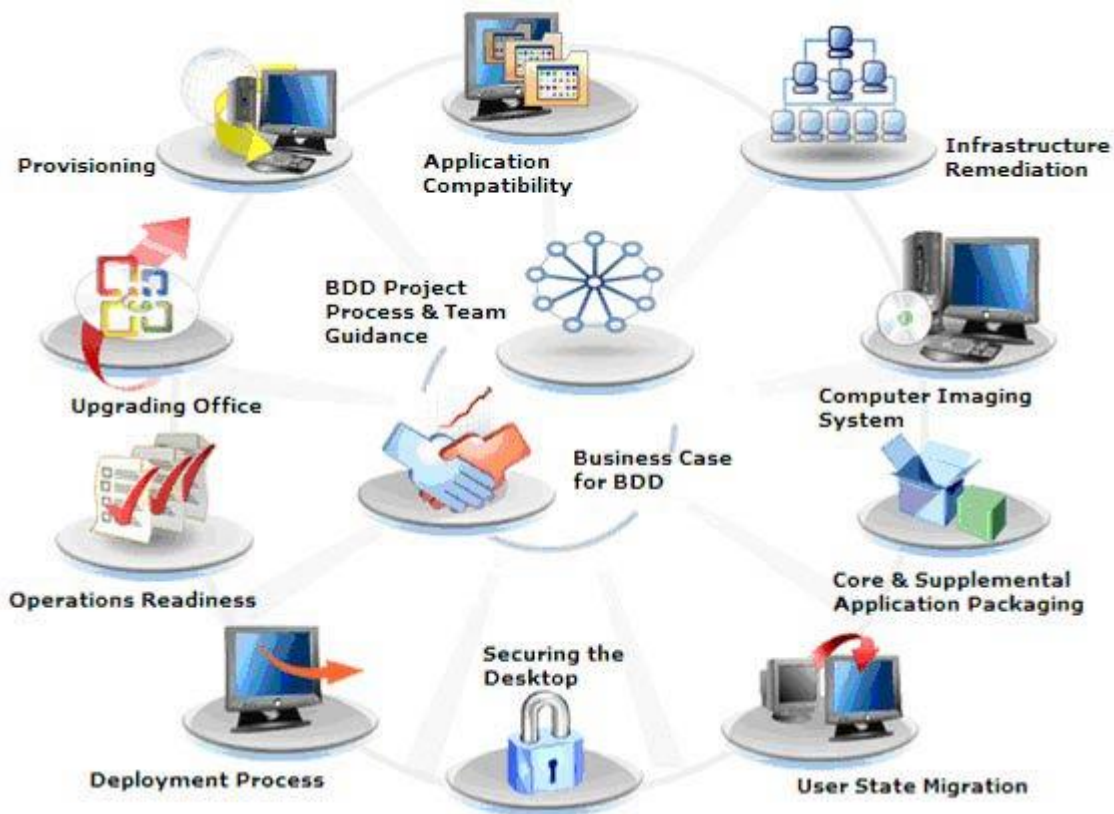 Provisioning
Application
Compatibility
Infrastructure
Remediation
BDD Project
Process & Team
Guidance
Upgrading Office
Computer Imaging
System
Business Case
for BDD
Operations Readiness
Core & Supplemental
Application Packaging
Securing the
Desktop
Deployment Process
User State Migration